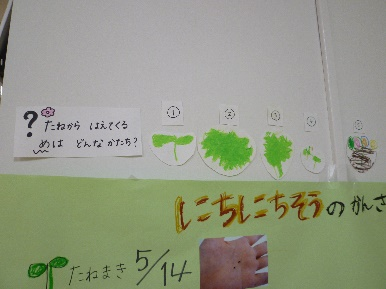 ?
たねから はえてくる
めは どんな かたち?
①
②
③
④
⑤
にちにちそうのかんさ
たねまき 5/14